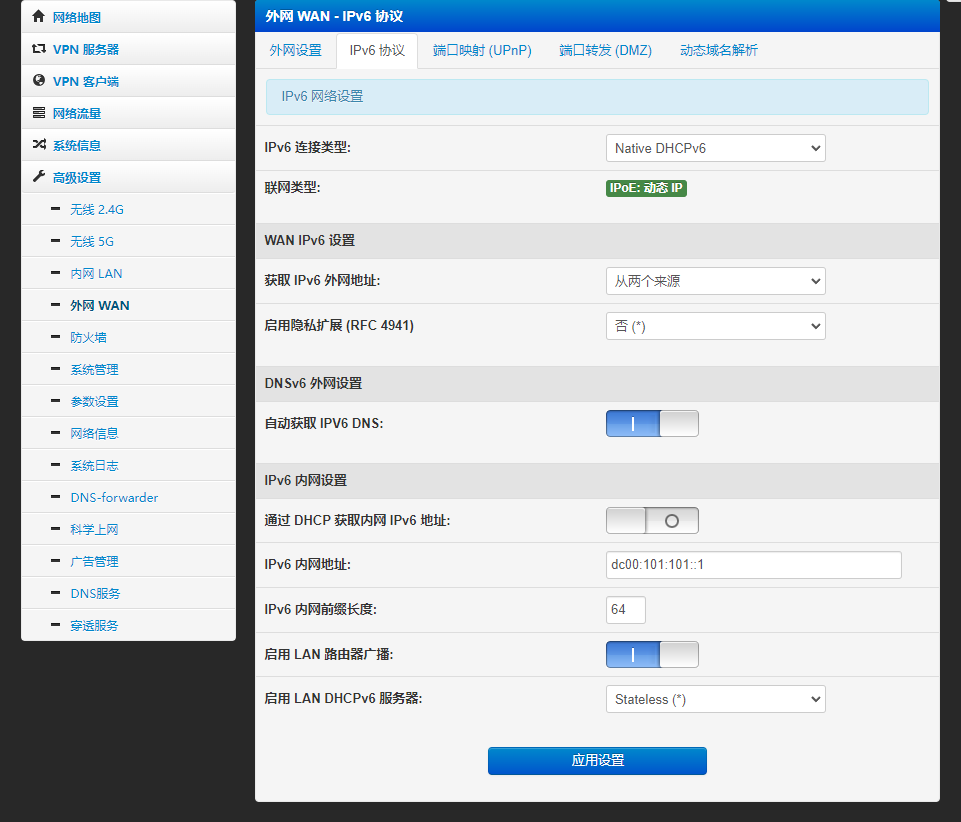 网络地图
VPN 服务器
VPN 客户端
网络流量
系统信息
高级设置
无线 2.4G
无线 5G
内网 LAN
外网 WAN
防火墙
系统管理
参数设置
网络信息
系统日志
DNS-forwarder
科学上网
广告管理
DNS服务
穿透服务
外网 WAN - IPv6 协议
外网设置 IPv6 协议 端口映射 (UPnP) 端口转发 (DMZ) 动态域名解析
IPv6 网络设置
IPv6 连接类型: Native DHCPv6
联网类型: IPoE: 动态 IP
WAN IPv6 设置
获取 IPv6 外网地址: 从两个来源
启用隐私扩展 (RFC 4941) 否 (*)
DNSv6 外网设置
自动获取 IPV6 DNS:
IPv6 内网设置
通过 DHCP 获取内网 IPv6 地址:
IPv6 内网地址: dc00:101:101::1
IPv6 内网前缀长度: 64
启用 LAN 路由器广播:
启用 LAN DHCPv6 服务器: Stateless (*)
应用设置